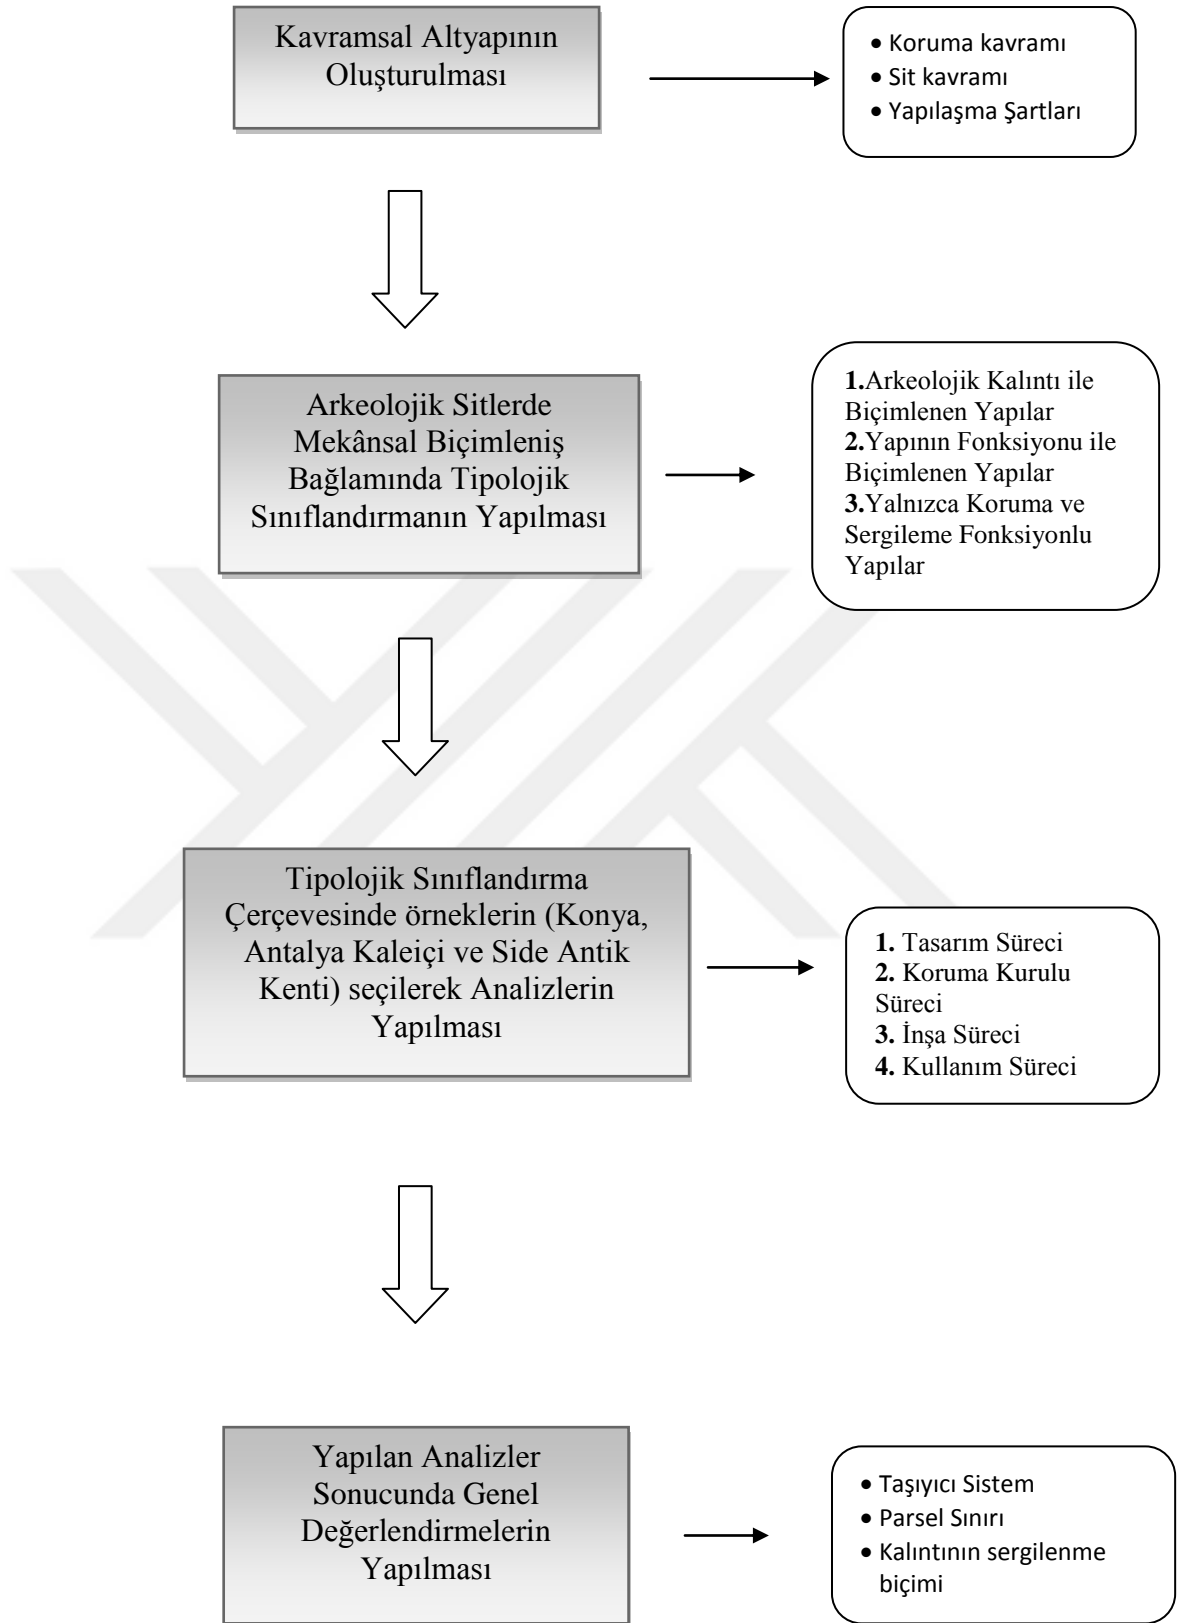 Kavramsal Altyapının
Oluşturulması
• Koruma kavramı
• Sit kavramı
• Yapılaşma Şartları
Arkeolojik Sitlerde
Mekânsal Biçimleniş
Bağlamında Tipolojik
Sınıflandırmanın Yapılması
1.Arkeolojik Kalıntı ile
Biçimlenen Yapılar
2.Yapının Fonksiyonu ile
Biçimlenen Yapılar
3.Yalnızca Koruma ve
Sergileme Fonksiyonlu
Yapılar
Tipolojik Sınıflandırma
Çerçevesinde örneklerin (Konya,
Antalya Kaleiçi ve Side Antik
Kenti) seçilerek Analizlerin
Yapılması
1. Tasarım Süreci
2. Koruma Kurulu
Süreci
3. İnşa Süreci
4. Kullanım Süreci
Yapılan Analizler
Sonucunda Genel
Değerlendirmelerin
Yapılması
• Taşıyıcı Sistem
• Parsel Sınırı
• Kalıntının sergilenme
biçimi